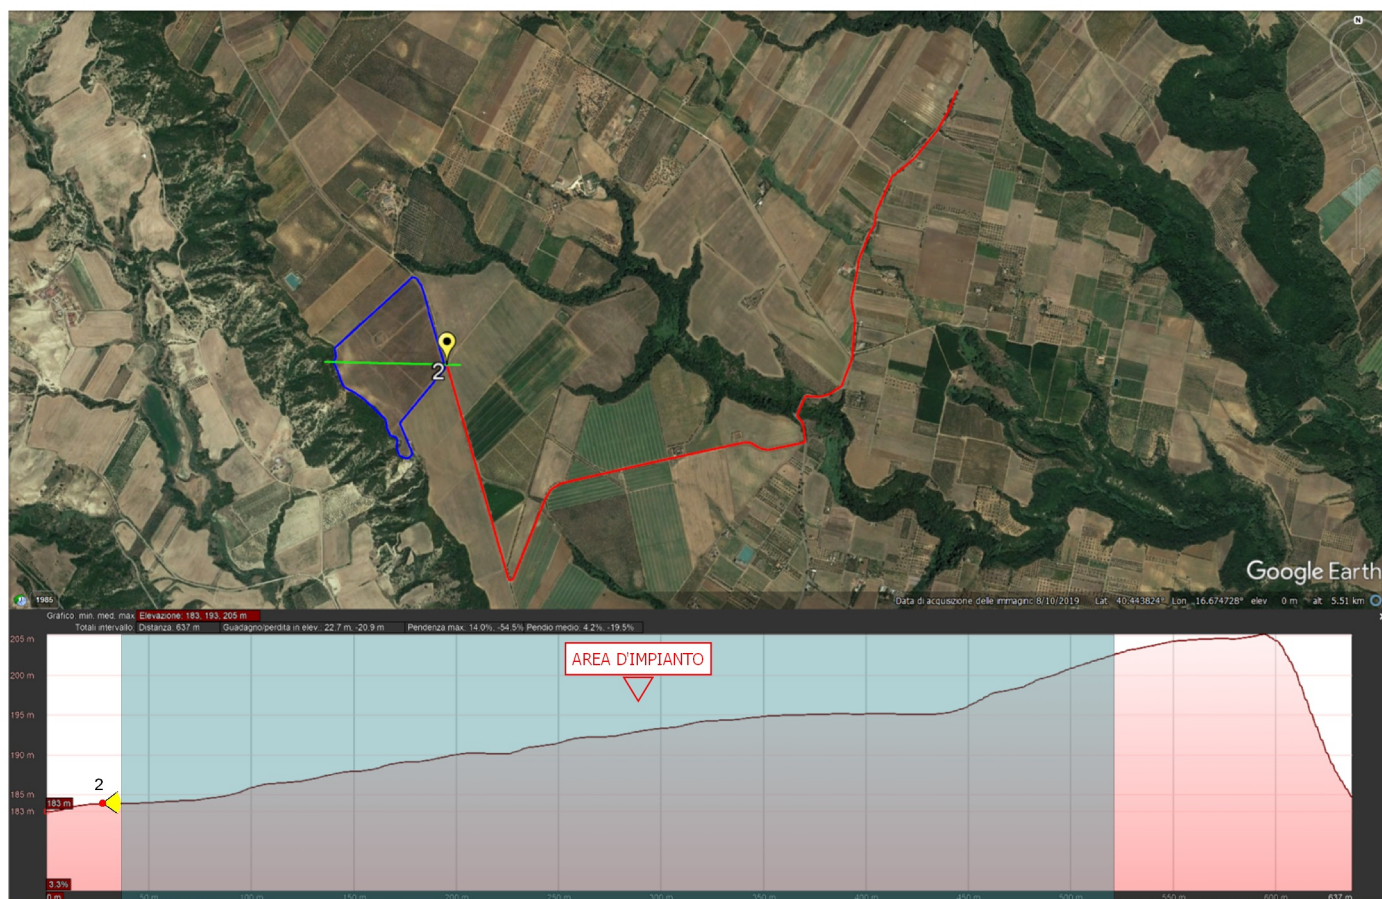 N
2
Google Earth
1985
Data di acquisizione delle immagini: 8/10/2019 Lat 40.443824° Lon 16.674728° elev 0 m alt 5.51 km
Grafico: min. med. max. Elevazione: 183, 193, 205 m
Totali intervallo: Distanza: 637 m Guadagno/perdita in elev.: 22.7 m, -20.9 m Pendenza max. 14.0%, -54.5% Pendio medio: 4.2%, -19.5%
205 m
AREA D'IMPIANTO
200 m
195 m
190 m
185 m
2
183 m
183 m
3.3%
0 m 50 m 100 m 150 m 200 m 250 m 300 m 350 m 400 m 450 m 500 m 550 m 600 m 637 m